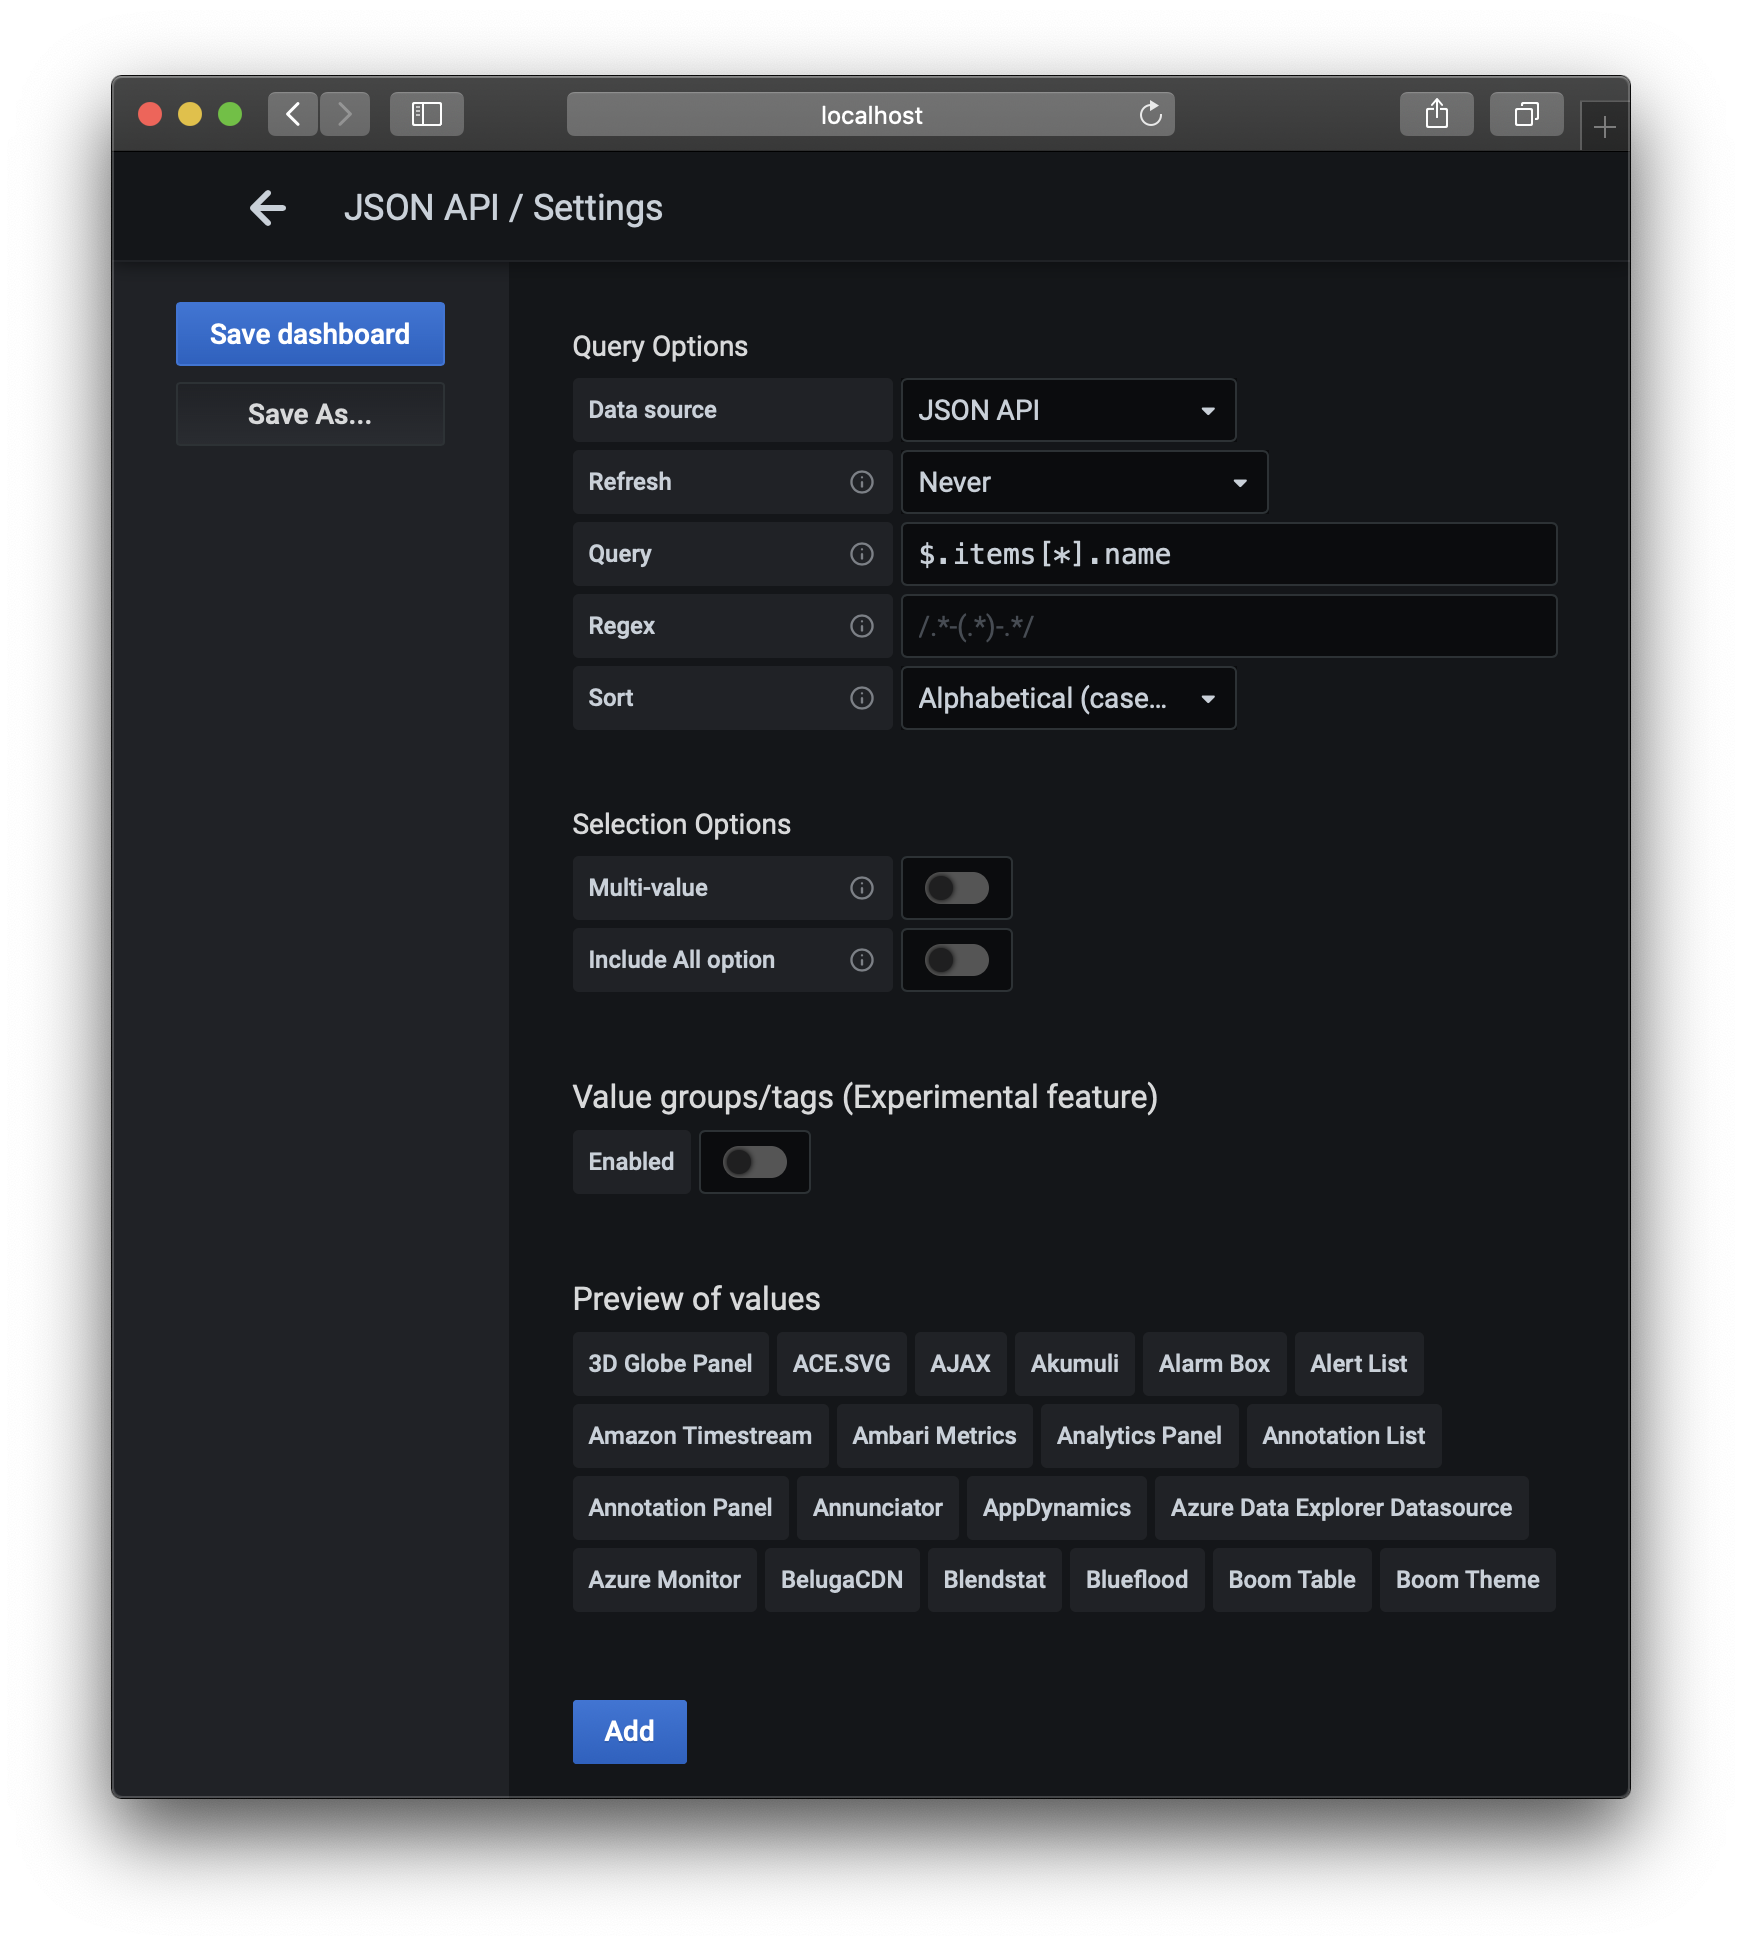 localhost
JSON API / Settings
Save dashboard
Save As...
Query Options
Data source JSON API
Refresh Never
Query $.items[*].name
Regex /.*-(.*)-.*/
Sort Alphabetical (case...
Selection Options
Multi-value
Include All option
Value groups/tags (Experimental feature)
Enabled
Preview of values
3D Globe Panel ACE.SVG AJAX Akumuli Alarm Box Alert List
Amazon Timestream Ambari Metrics Analytics Panel Annotation List
Annotation Panel Annunciator AppDynamics Azure Data Explorer Datasource
Azure Monitor BelugaCDN Blendstat Blueflood Boom Table Boom Theme
Add